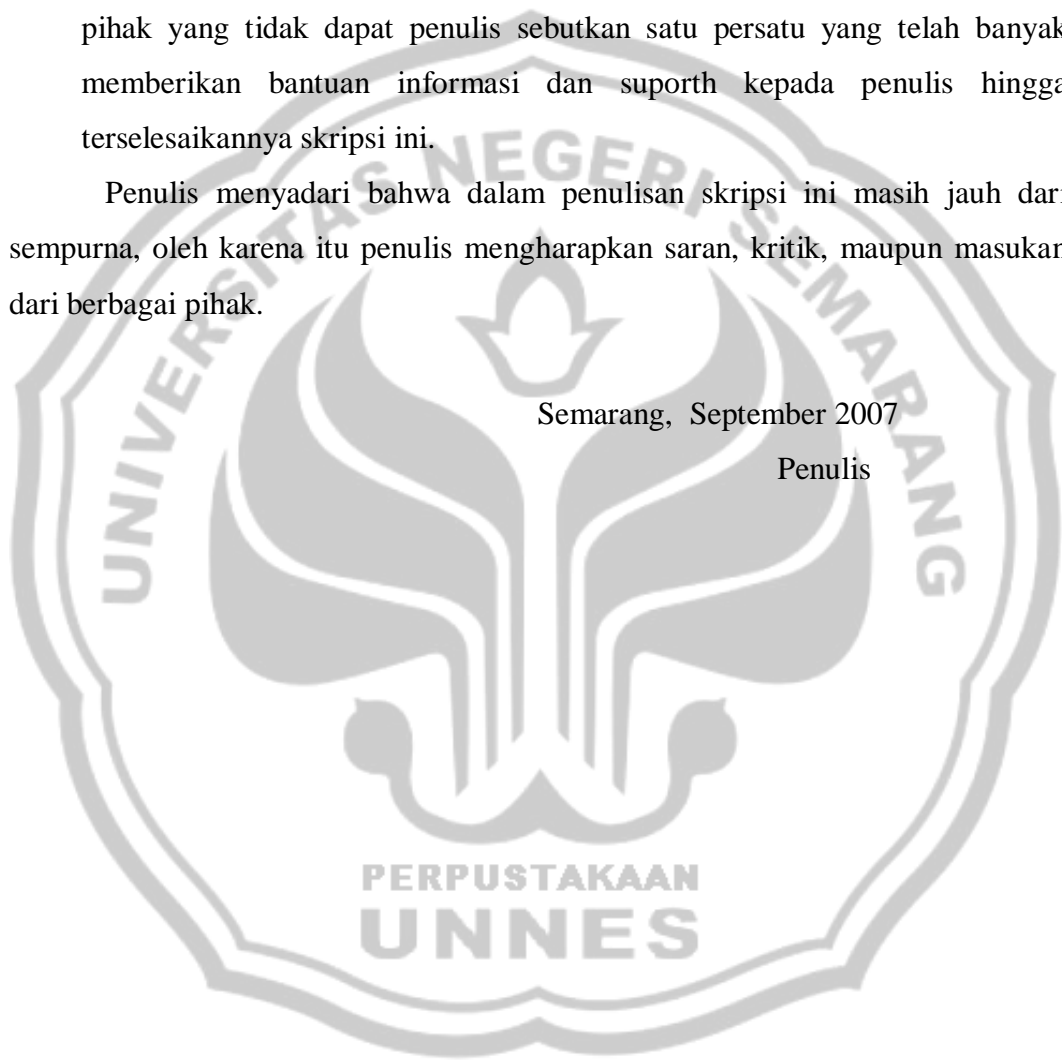 pihak yang tidak dapat penulis sebutkan satu persatu yang telah banyak
memberikan bantuan informasi dan suporth kepada penulis hingga
terselesaikannya skripsi ini.
Penulis menyadari bahwa dalam penulisan skripsi ini masih jauh dari
sempurna, oleh karena itu penulis mengharapkan saran, kritik, maupun masukan
dari berbagai pihak.
Semarang, September 2007
Penulis
UNIVERSITAS NEGERI SEMARANG
PERPUSTAKAAN
UNNES